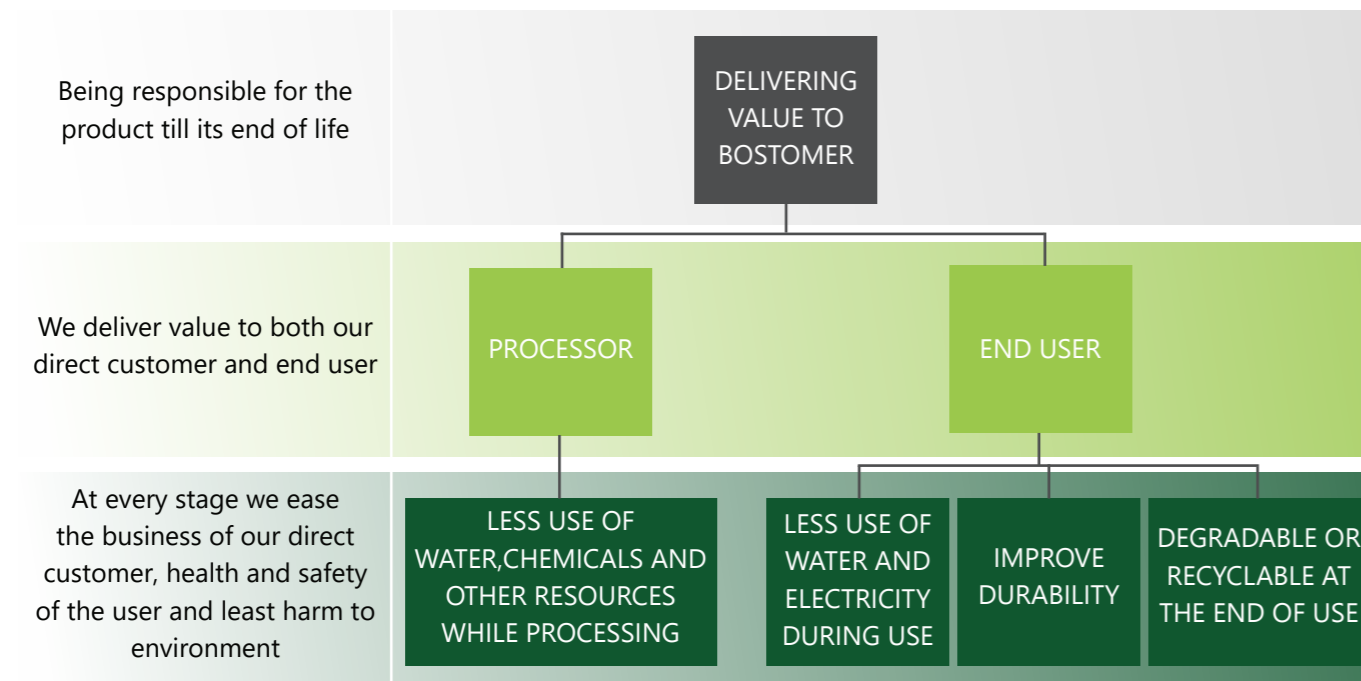 Being responsible for the
product till its end of life
DELIVERING
VALUE TO
BOSTOMER
We deliver value to both our
direct customer and end user
PROCESSOR
END USER
At every stage we ease
the business of our direct
customer, health and safety
of the user and least harm to
environment
LESS USE OF
WATER,CHEMICALS AND
OTHER RESOURCES
WHILE PROCESSING
LESS USE OF
WATER AND
ELECTRICITY
DURING USE
IMPROVE
DURABILITY
DEGRADABLE OR
RECYCLABLE AT
THE END OF USE